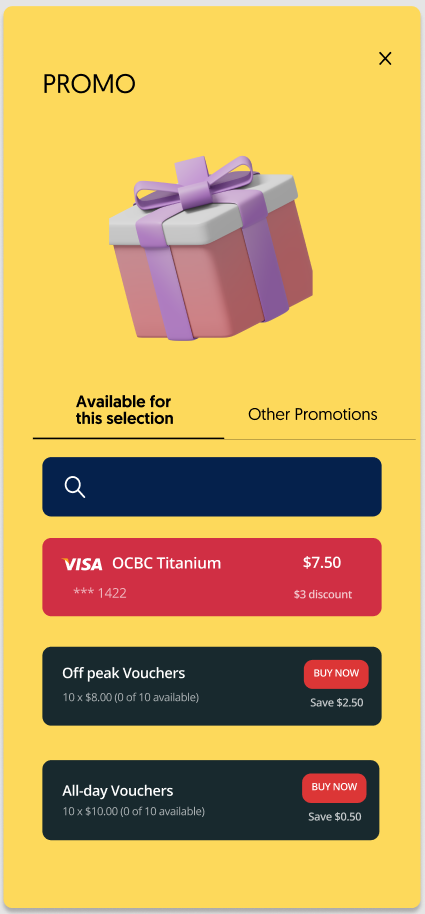 PROMO
Available for
this selection
Other Promotions
VISA OCBC Titanium
$7.50
*** 1422
$3 discount
Off peak Vouchers
BUY NOW
10 x $8.00 (0 of 10 available)
Save $2.50
All-day Vouchers
BUY NOW
10 x $10.00 (0 of 10 available)
Save $0.50